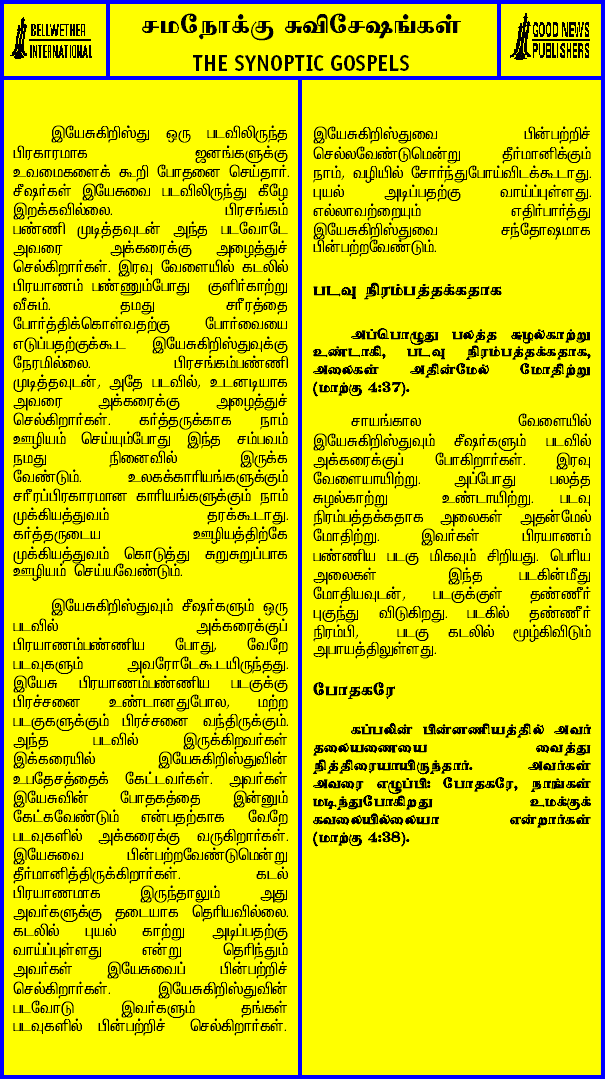 BELLWETHER
INTERNATIONAL
சமநோக்கு சுவிசேஷங்கள்
THE SYNOPTIC GOSPELS
GOOD NEWS
PUBLISHERS
இயேசுகிறிஸ்து ஒரு படவிலிருந்த
பிரகாரமாக ஜனங்களுக்கு
உவமைகளைக் கூறி போதனை செய்தார்.
சீஷர்கள் இயேசுவை படவிலிருந்து கீழே
இறக்கவில்லை. பிரசங்கம்
பண்ணி முடித்தவுடன் அந்த படவோடே
அவரை அக்கரைக்கு அழைத்துச்
செல்கிறார்கள். இரவு வேளையில் கடலில்
பிரயாணம் பண்ணும்போது குளிர்காற்று
வீசும். தமது சரீரத்தை
போர்த்திக்கொள்வதற்கு போர்வையை
எடுப்பதற்குக்கூட இயேசுகிறிஸ்துவுக்கு
நேரமில்லை. பிரசங்கம்பண்ணி
முடித்தவுடன், அதே படவில், உடனடியாக
அவரை அக்கரைக்கு அழைத்துச்
செல்கிறார்கள். கர்த்தருக்காக நாம்
ஊழியம் செய்யும்போது இந்த சம்பவம்
நமது நினைவில் இருக்க
வேண்டும். உலகக்காரியங்களுக்கும்
சரீரப்பிரகாரமான காரியங்களுக்கும் நாம்
முக்கியத்துவம் தரக்கூடாது.
கர்த்தருடைய ஊழியத்திற்கே
முக்கியத்துவம் கொடுத்து சுறுசுறுப்பாக
ஊழியம் செய்யவேண்டும்.
இயேசுகிறிஸ்துவும் சீஷர்களும் ஒரு
படவில் அக்கரைக்குப்
பிரயாணம்பண்ணிய போது, வேறே
படவுகளும் அவரோடேகூடயிருந்தது.
இயேசு பிரயாணம்பண்ணிய படகுக்கு
பிரச்சனை உண்டானதுபோல, மற்ற
படகுகளுக்கும் பிரச்சனை வந்திருக்கும்.
அந்த படவில் இருக்கிறவர்கள்
இக்கரையில் இயேசுகிறிஸ்துவின்
உபதேசத்தைக் கேட்டவர்கள். அவர்கள்
இயேசுவின் போதகத்தை இன்னும்
கேட்கவேண்டும் என்பதற்காக வேறே
படவுகளில் அக்கரைக்கு வருகிறார்கள்.
இயேசுவை பின்பற்றவேண்டுமென்று
தீர்மானித்திருக்கிறார்கள். கடல்
பிரயாணமாக இருந்தாலும் அது
அவர்களுக்கு தடையாக தெரியவில்லை.
கடலில் புயல் காற்று அடிப்பதற்கு
வாய்ப்புள்ளது என்று தெரிந்தும்
அவர்கள் இயேசுவைப் பின்பற்றிச்
செல்கிறார்கள். இயேசுகிறிஸ்துவின்
படவோடு இவர்களும் தங்கள்
படவுகளில் பின்பற்றிச் செல்கிறார்கள்.
இயேசுகிறிஸ்துவை பின்பற்றிச்
செல்லவேண்டுமென்று தீர்மானிக்கும்
நாம், வழியில் சோர்ந்துபோய்விடக்கூடாது.
புயல் அடிப்பதற்கு வாய்ப்புள்ளது.
எல்லாவற்றையும் எதிர்பார்த்து
இயேசுகிறிஸ்துவை சந்தோஷமாக
பின்பற்றவேண்டும்.
படவு நிரம்பத்தக்கதாக
அப்பொழுது பலத்த சுழல்காற்று
உண்டாகி, படவு நிரம்பத்தக்கதாக,
அலைகள் அதின்மேல் மோதிற்று
(மாற்கு 4:37).
சாயங்கால வேளையில்
இயேசுகிறிஸ்துவும் சீஷர்களும் படவில்
அக்கரைக்குப் போகிறார்கள். இரவு
வேளையாயிற்று. அப்போது பலத்த
சுழல்காற்று உண்டாயிற்று. படவு
நிரம்பத்தக்கதாக அலைகள் அதன்மேல்
மோதிற்று. இவர்கள் பிரயாணம்
பண்ணிய படகு மிகவும் சிறியது. பெரிய
அலைகள் இந்த படகின்மீது
மோதியவுடன், படகுக்குள் தண்ணீர்
புகுந்து விடுகிறது. படகில் தண்ணீர்
நிரம்பி, படகு கடலில் மூழ்கிவிடும்
அபாயத்திலுள்ளது.
போதகரே
கப்பலின் பின்னணியத்தில் அவர்
தலையணையை வைத்து
நித்திரையாயிருந்தார். அவர்கள்
அவரை எழுப்பி: போதகரே, நாங்கள்
மடிந்துபோகிறது உமக்குக்
கவலையில்லையா என்றார்கள்
(மாற்கு 4:38).